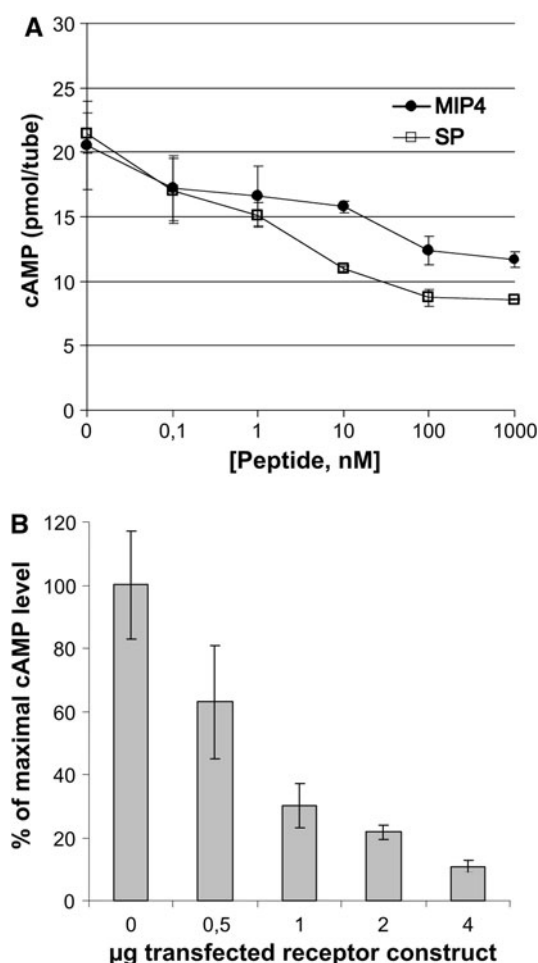 A
30
25
20
15
10
5
0
cAMP (pmol/tube)
MIP4
SP
0 0,1 1 10 100 1000
[Peptide, nM]
B
120
100
80
60
40
20
0
% of maximal cAMP level
0 0,5 1 2 4
µg transfected receptor construct